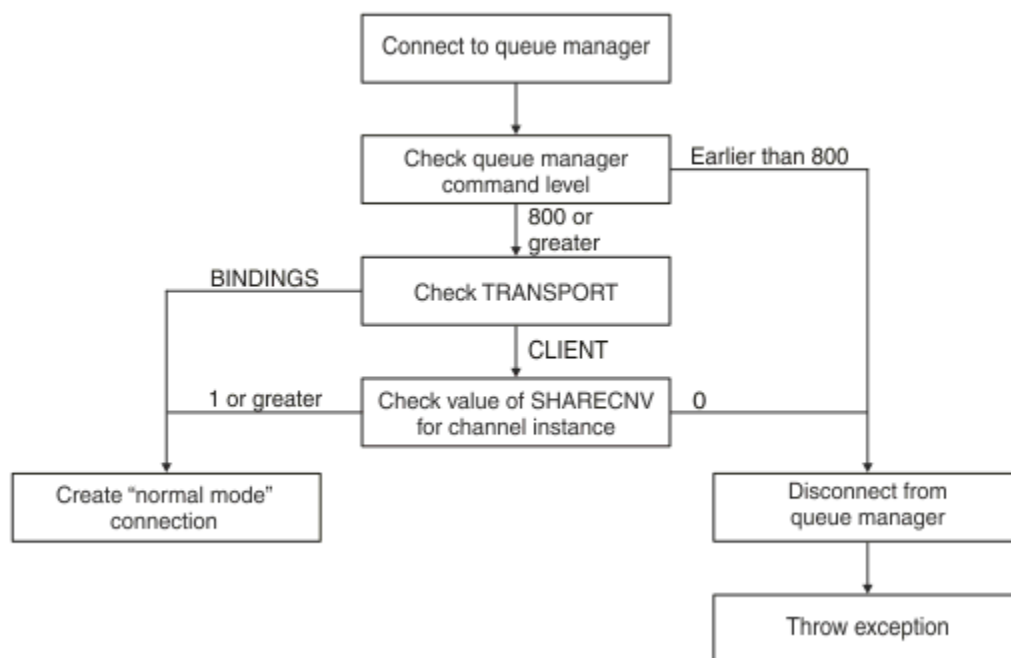 Connect to queue manager
Check queue manager
command level
Earlier than 800
800 or
greater
BINDINGS
Check TRANSPORT
CLIENT
1 or greater
Check value of SHARECNV
for channel instance
0
Create “normal mode”
connection
Disconnect from
queue manager
Throw exception